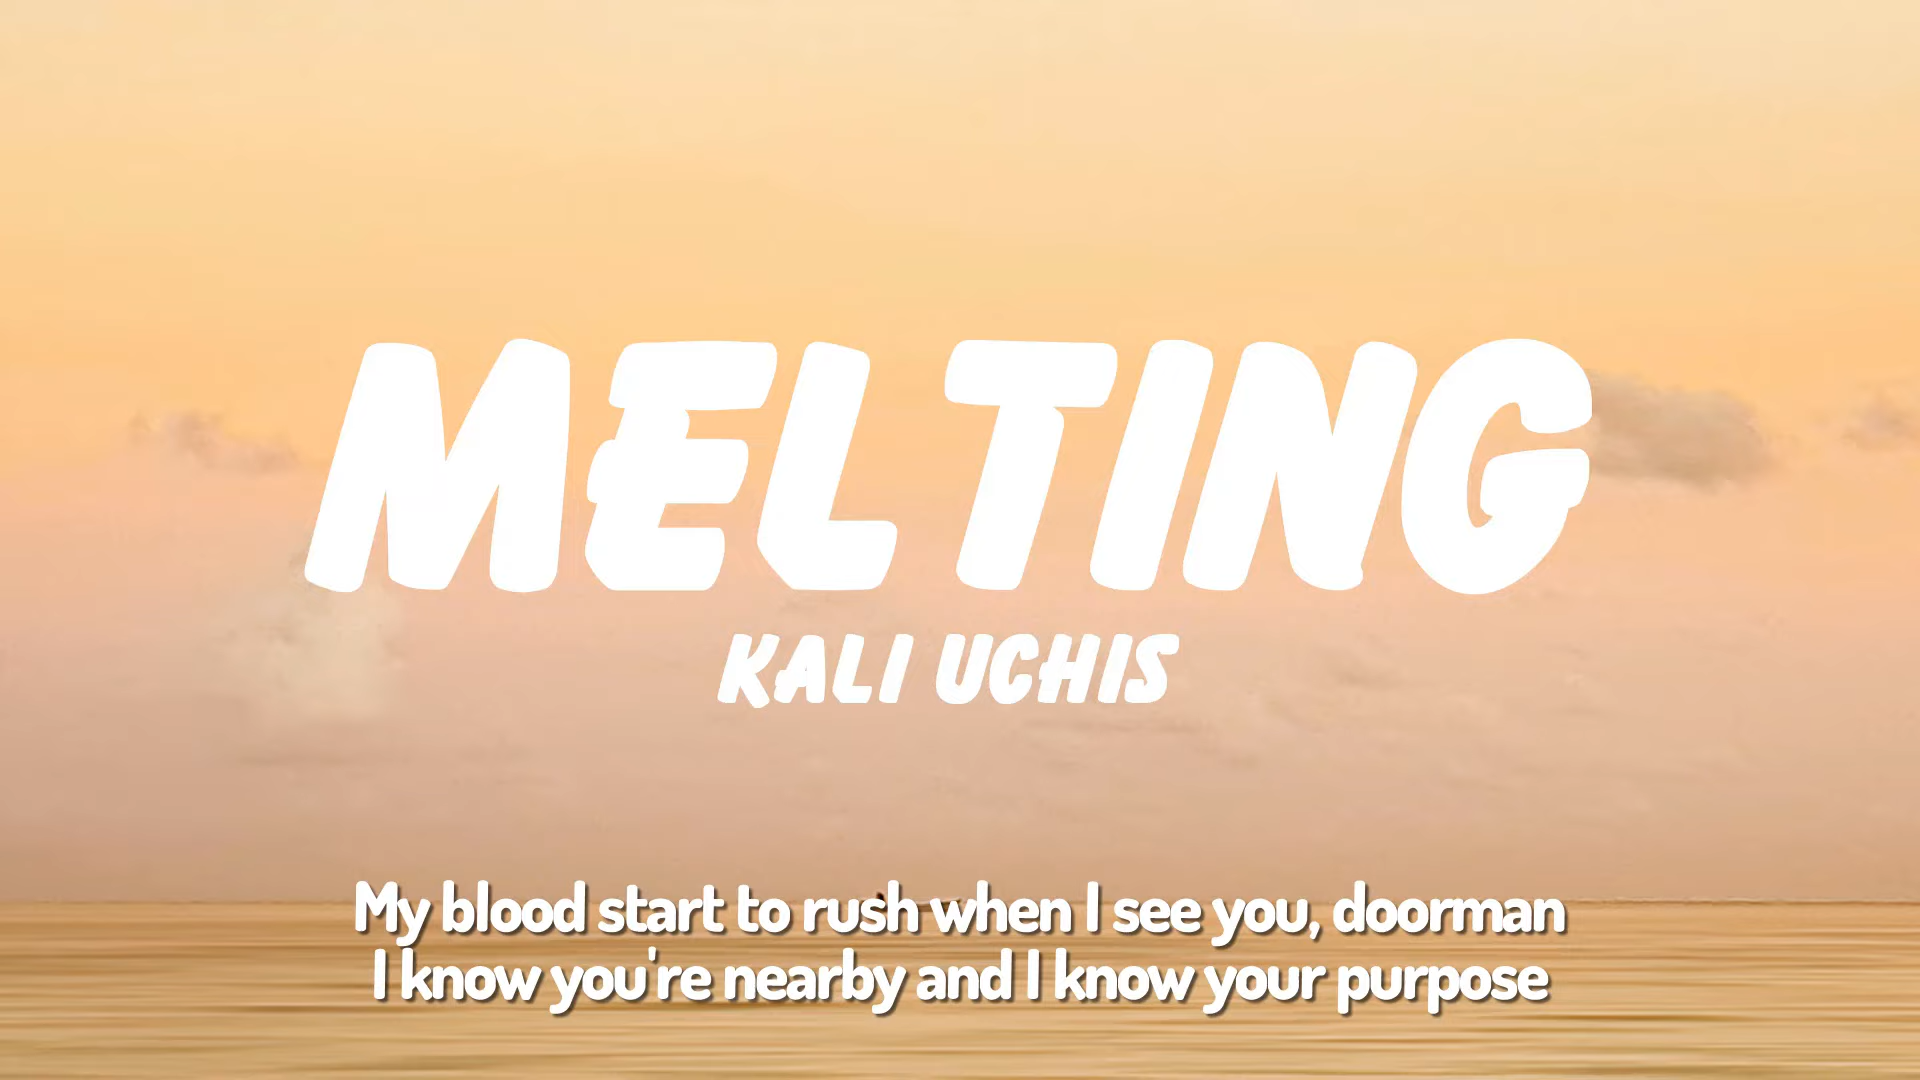 MELTING
KALI UCHIS
My blood start to rush when I see you, doorman
I know you're nearby and I know your purpose